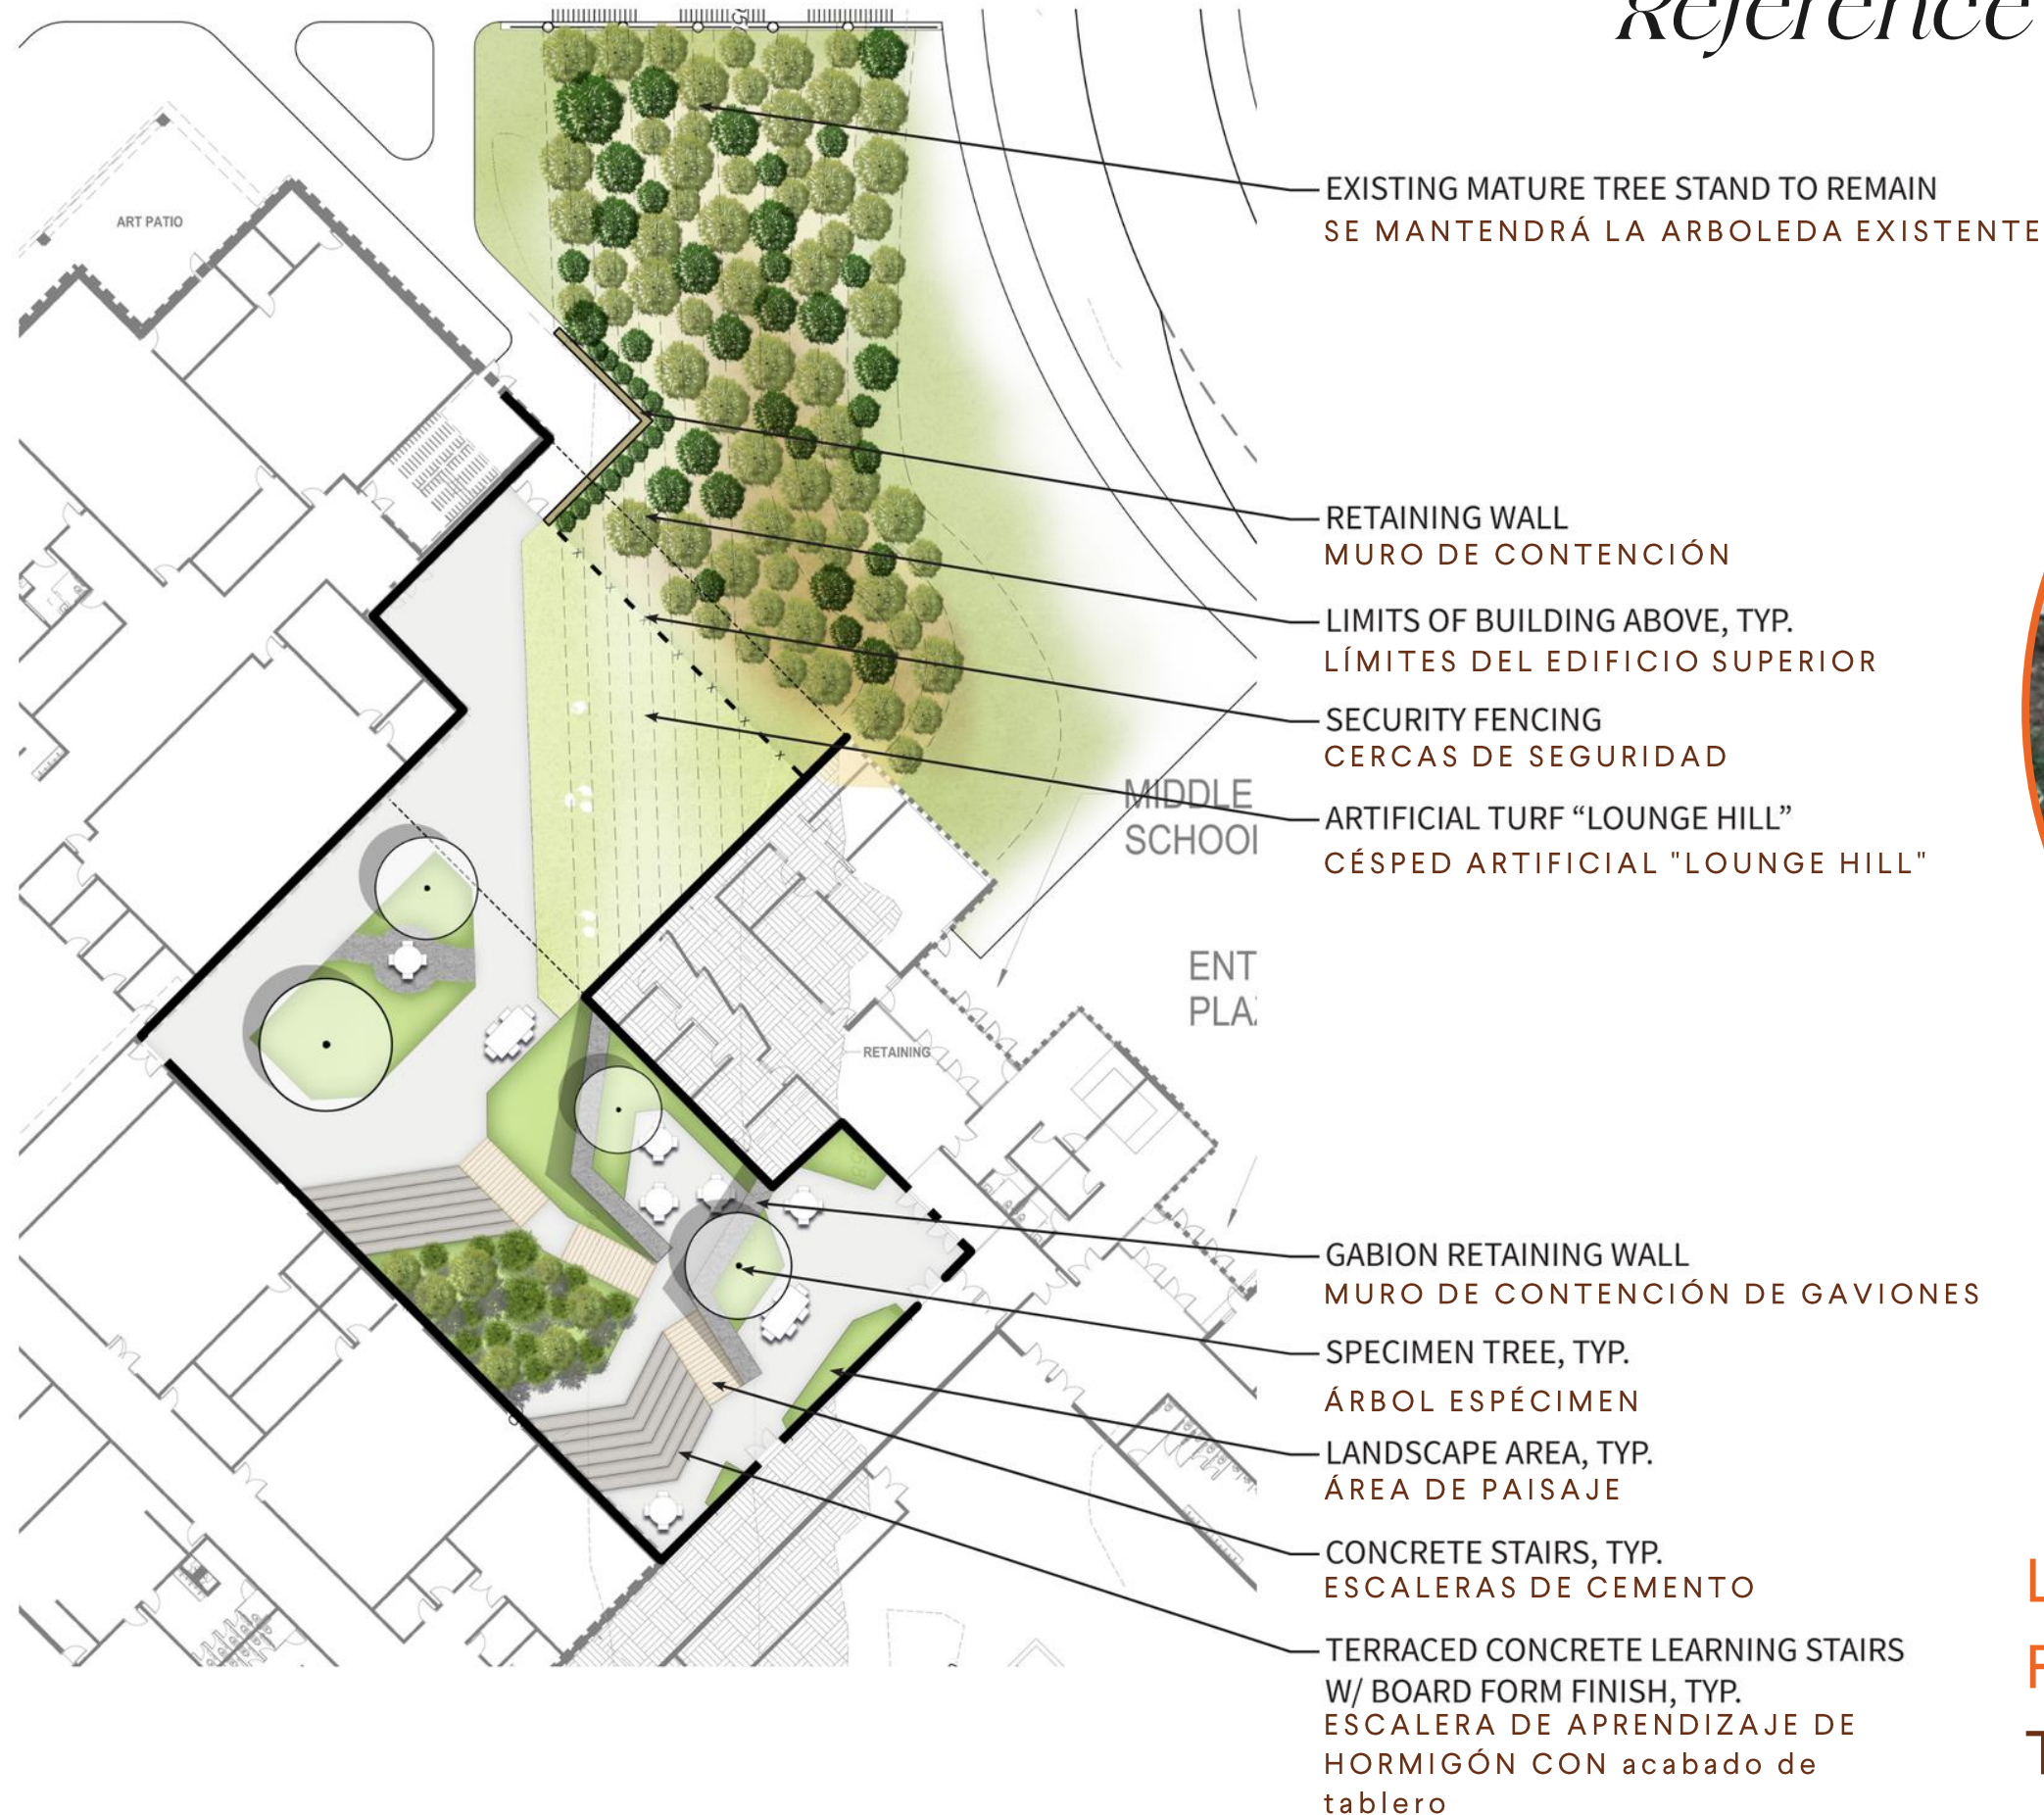 Reference
ART PATIO
EXISTING MATURE TREE STAND TO REMAIN
SE MANTENDRÁ LA ARBOLEDA EXISTENTE
RETAINING WALL
MURO DE CONTENCIÓN
LIMITS OF BUILDING ABOVE, TYP.
LÍMITES DEL EDIFICIO SUPERIOR
SECURITY FENCING
CERCAS DE SEGURIDAD
MIDDLE
SCHOOL
ARTIFICIAL TURF “LOUNGE HILL”
CÉSPED ARTIFICIAL "LOUNGE HILL"
ENT
PLA
RETAINING
GABION RETAINING WALL
MURO DE CONTENCIÓN DE GAVIONES
SPECIMEN TREE, TYP.
ÁRBOL ESPÉCIMEN
LANDSCAPE AREA, TYP.
ÁREA DE PAISAJE
CONCRETE STAIRS, TYP.
ESCALERAS DE CEMENTO
TERRACED CONCRETE LEARNING STAIRS
W/ BOARD FORM FINISH, TYP.
ESCALERA DE APRENDIZAJE DE
HORMIGÓN CON acabado de
tablero